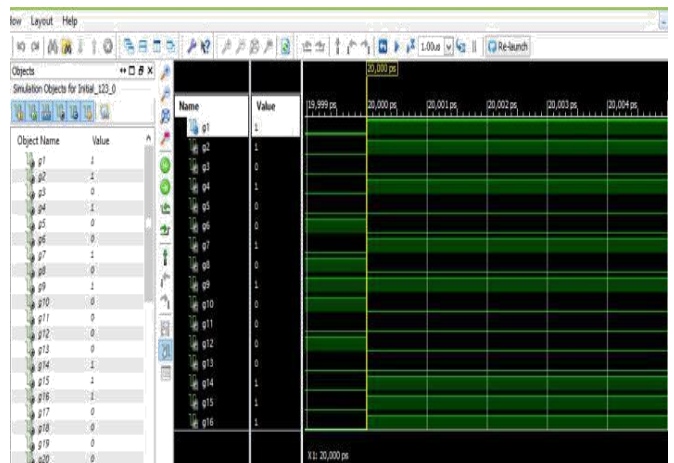 low Layout Help
1.00us Re-launch
Objects
Simulation Objects for Initial_123_0
Object Name Value
g1 1
g2 1
g3 0
g4 1
g5 0
g6 0
g7 1
g8 0
g9 1
g10 0
g11 0
g12 0
g13 0
g14 1
g15 1
g16 1
g17 0
g18 0
g19 0
g20 0
Name Value
g1 1
g2 1
g3 0
g4 1
g5 0
g6 0
g7 1
g8 0
g9 1
g10 0
g11 0
g12 0
g13 0
g14 1
g15 1
g16 1
20,000 ps
19,999 ps 20,000 ps 20,001 ps 20,002 ps 20,003 ps 20,004 ps
X1: 20,000 ps